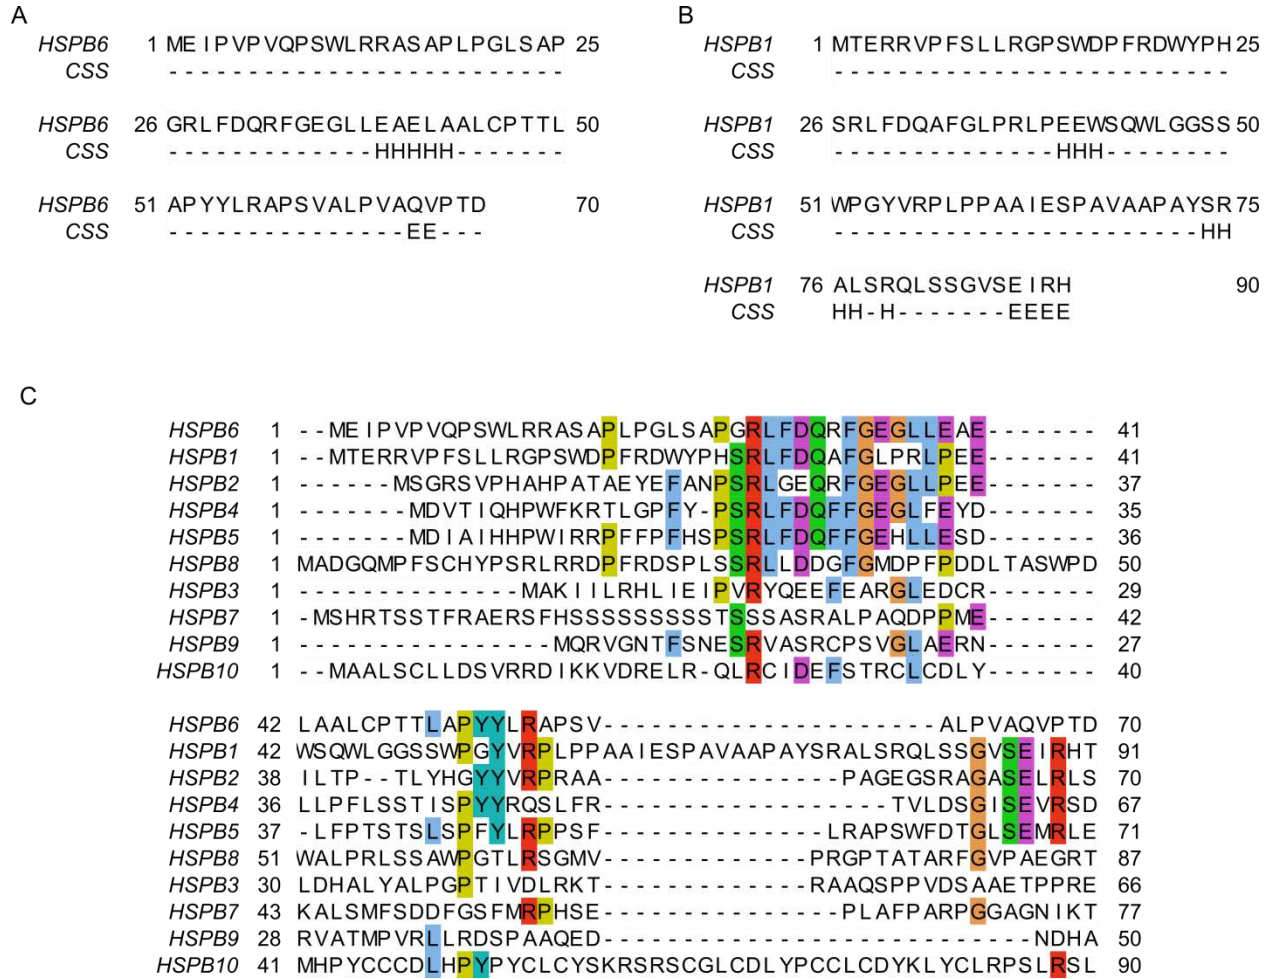 A
HSPB6 1 MEIPVPVQPSWLRRASAPLPGLSAP 25
CSS -------------------------
HSPB6 26 GRLFDQRFGEGLLEAELAALCPTTL 50
CSS -------------HHHHH-------
HSPB6 51 APYYLRAPSVALPVAQVPTD 70
CSS ---------------EE---
B
HSPB1 1 MTERRVPFSLLRGPSWDPFRDWYPH 25
CSS -------------------------
HSPB1 26 SRLFDQAFGLPRLPEEWSQWLGGSS 50
CSS --------------HHH--------
HSPB1 51 WPGYVRPLPPAAIESPAVAAPAYSR 75
CSS -----------------------HH
HSPB1 76 ALSRQLSSGVSEIRH 90
CSS HH-H-------EEEE
C
HSPB6 1 --MEIPVPVQPSWLRRASAPLPGLSAPGRLFDQRFGEGLLEAE------- 41
HSPB1 1 --MTERRVPFSLLRGPSWDPFRDWYPHSRLFDQAFGLPRLPEE------- 41
HSPB2 1 ------MSGRSVPHAHPATAEYEFANPSRLGEQRFGEGLLPEE------- 37
HSPB4 1 -------MDVTIQHPWFKRTLGPFY-PSRLFDQFFGEGLFEYD------- 35
HSPB5 1 -------MDIAIHHPWIRRPFFPFHSPSRLFDQFFGEHLLESD------- 36
HSPB8 1 MADGQMPFSCHYPSRLRRDPFRDSPLSSRLLDDGFGMDPFPDDLTASWPD 50
HSPB3 1 --------------MAKIILRHLIEIPVRYQEEFEARGLEDCR------- 29
HSPB7 1 -MSHRTSSTFRAERSFHSSSSSSSSSTSSSASRALPAQDPPME------- 42
HSPB9 1 ----------------MQRVGNTFSNESRVASRCPSVGLAERN------- 27
HSPB10 1 --MAALSCLLDSVRRDIKKVDRELR-QLRCIDEFSTRCLCDLY------- 40
HSPB6 42 LAALCPTTLAPYYLRAPSV---------------------ALPVAQVPTD 70
HSPB1 42 WSQWLGGSSWPGYVRPLPPAAIESPAVAAPAYSRALSRQLSSGVSEIRHT 91
HSPB2 38 ILTP--TLYHGYYVRPRAA---------------PAGEGSRAGASELRLS 70
HSPB4 36 LLPFLSSTISPYYRQSLFR------------------TVLDSGISEVRSD 67
HSPB5 37 -LFPTSTSLSPFYLRPPSF--------------LRAPSWFDTGLSEMRLE 71
HSPB8 51 WALPRLSSAWPGTLRSGMV-------------PRGPTATARFGVPAEGRT 87
HSPB3 30 LDHALYALPGPTIVDLRKT-------------RAAQSPPVDSAAETPPRE 66
HSPB7 43 KALSMFSDDFGSFMRPHSE---------------PLAFPARPGGAGNIKT 77
HSPB9 28 RVATMPVRLLRDSPAAQED---------------------------NDHA 50
HSPB10 41 MHPYCCCDLHPYPYCLCYSKRSRSCGLCDLYPCCLCDYKLYCLRPSLRSL 90